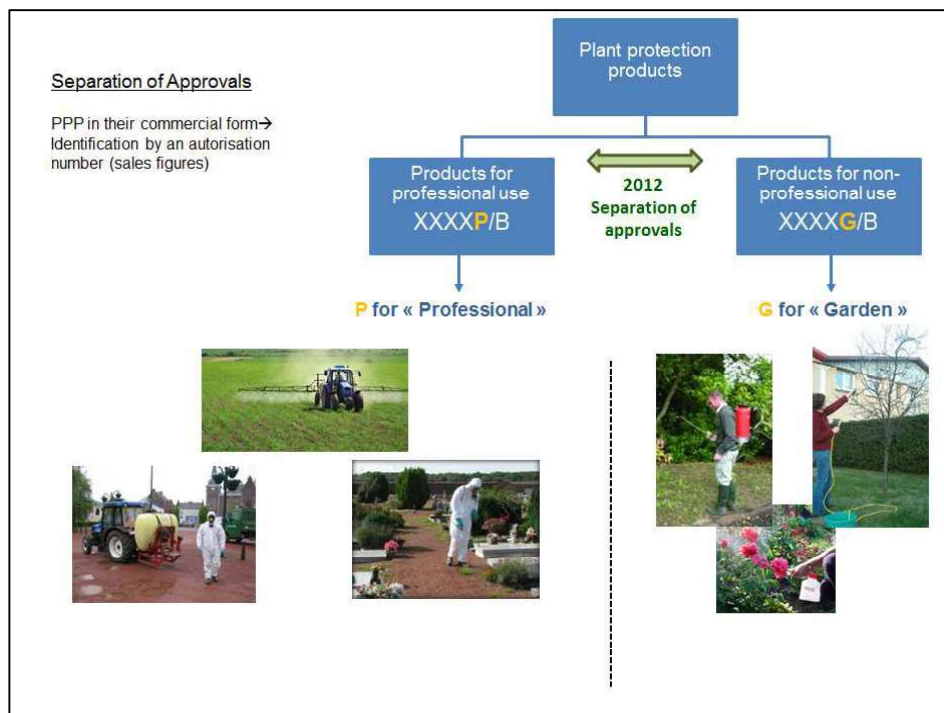 Separation of Approvals
PPP in their commercial form→
Identification by an autorisation
number (sales figures)
Plant protection
products
Products for
professional use
XXXXP/B
2012
Separation of
approvals
Products for non-
professional use
XXXXG/B
P for « Professional »
G for « Garden »